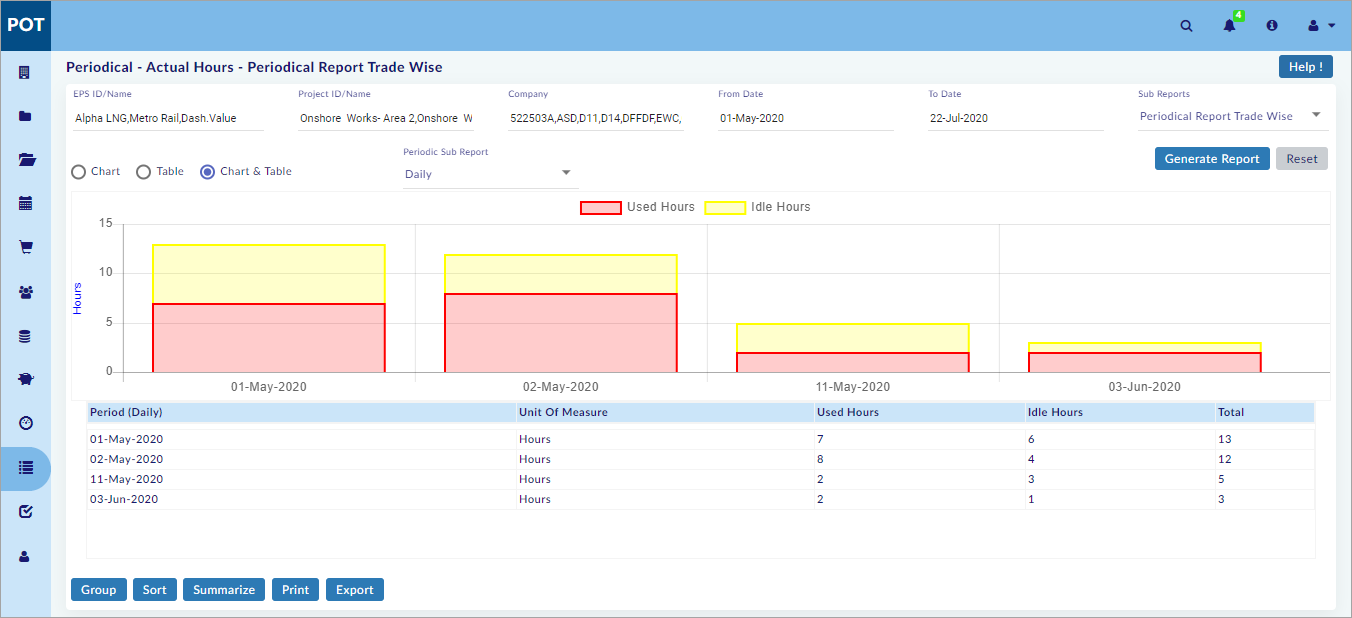 POT
4
Periodical - Actual Hours - Periodical Report Trade Wise
Help !
EPS ID/Name
Project ID/Name
Company
From Date
To Date
Sub Reports
Alpha LNG,Metro Rail,Dash.Value
Onshore Works- Area 2,Onshore W
522503A,ASD,D11,D14,DFFDF,EWC,
01-May-2020
22-Jul-2020
Periodical Report Trade Wise
Chart
Table
Chart & Table
Periodic Sub Report
Daily
Generate Report
Reset
Used Hours
Idle Hours
15
10
5
0
Hours
01-May-2020
02-May-2020
11-May-2020
03-Jun-2020
Period (Daily) Unit Of Measure Used Hours Idle Hours Total
01-May-2020 Hours 7 6 13
02-May-2020 Hours 8 4 12
11-May-2020 Hours 2 3 5
03-Jun-2020 Hours 2 1 3
Group
Sort
Summarize
Print
Export